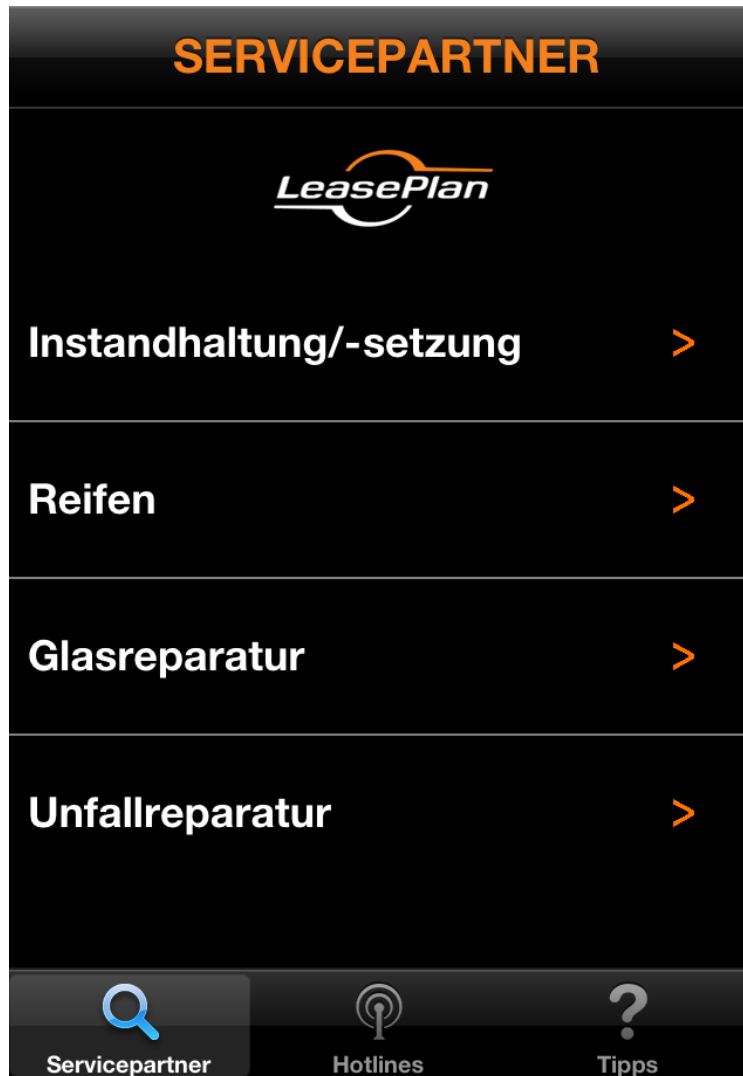 SERVICEPARTNER
LeasePlan
Instandhaltung/-setzung >
Reifen >
Glasreparatur >
Unfallreparatur >
Servicepartner Hotlines Tipps